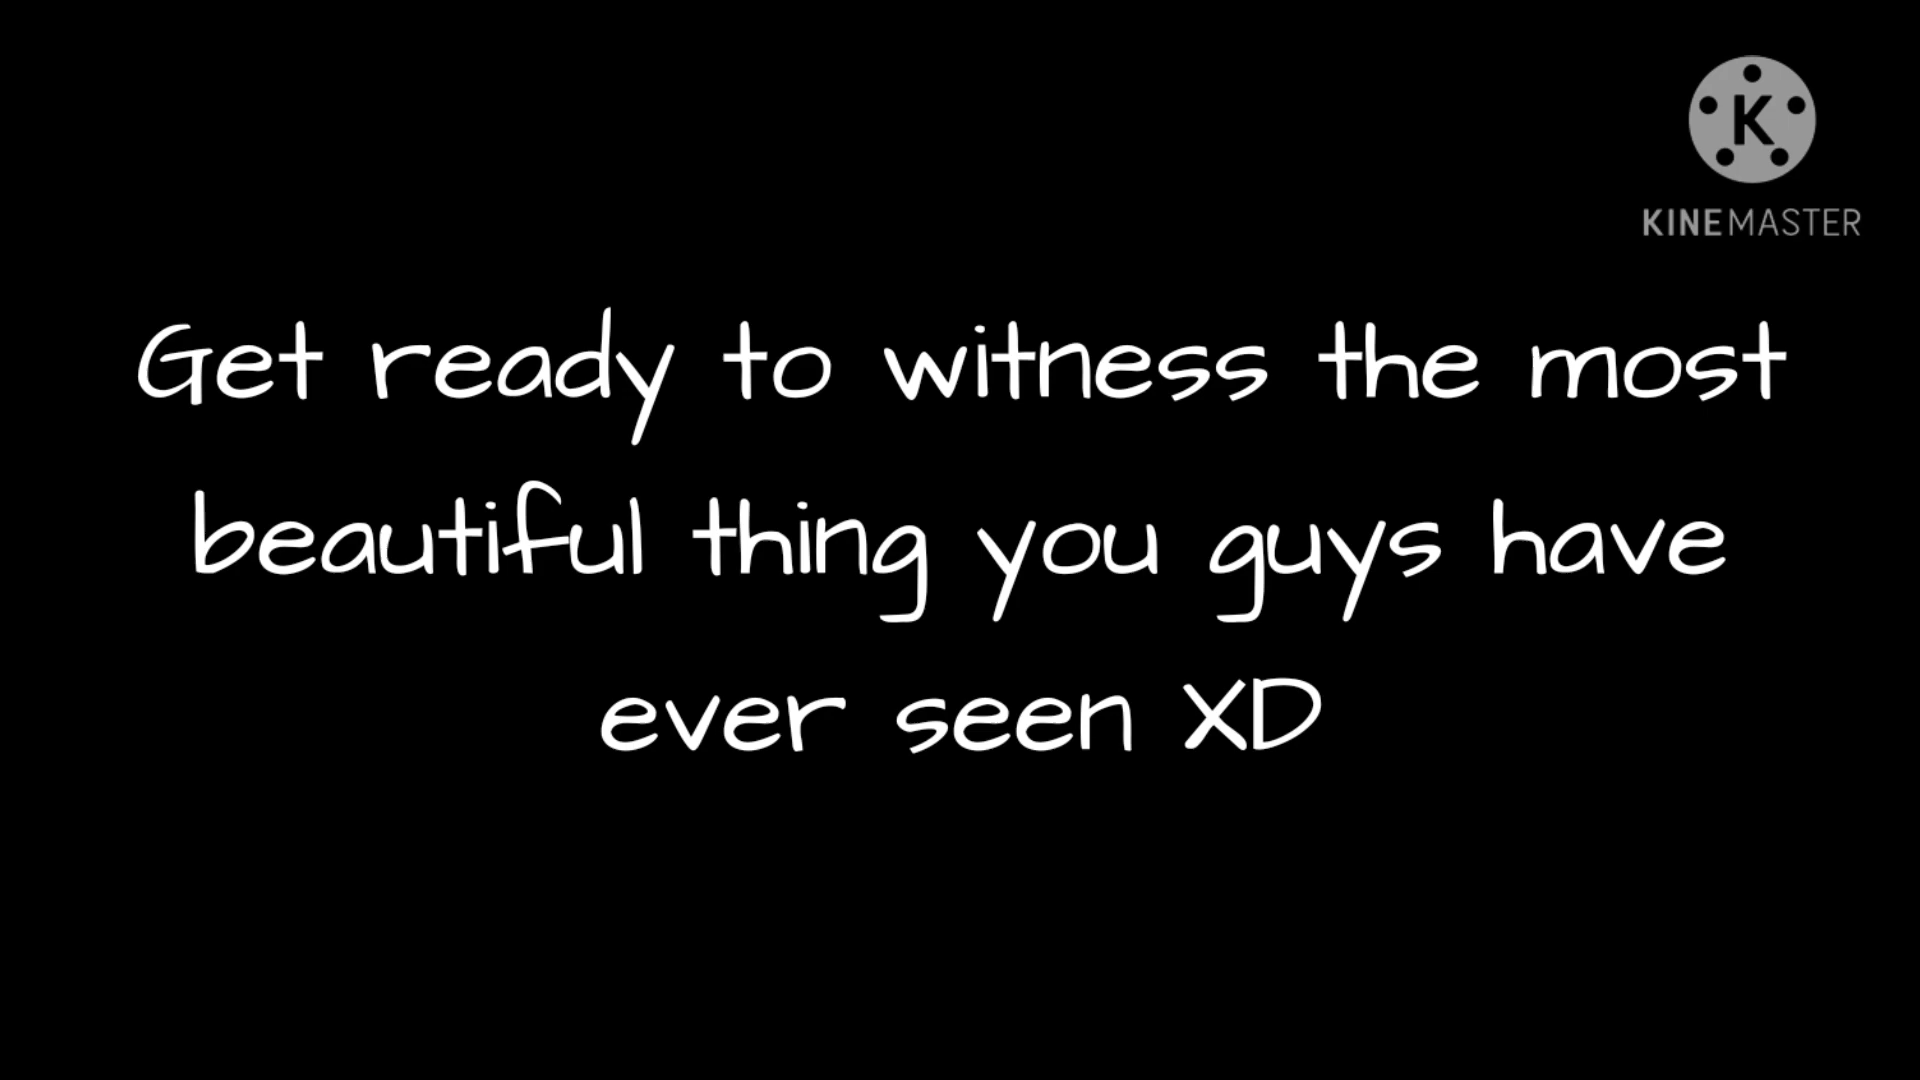 K
KINEMASTER
Get ready to witness the most
beautiful thing you guys have
ever seen XD